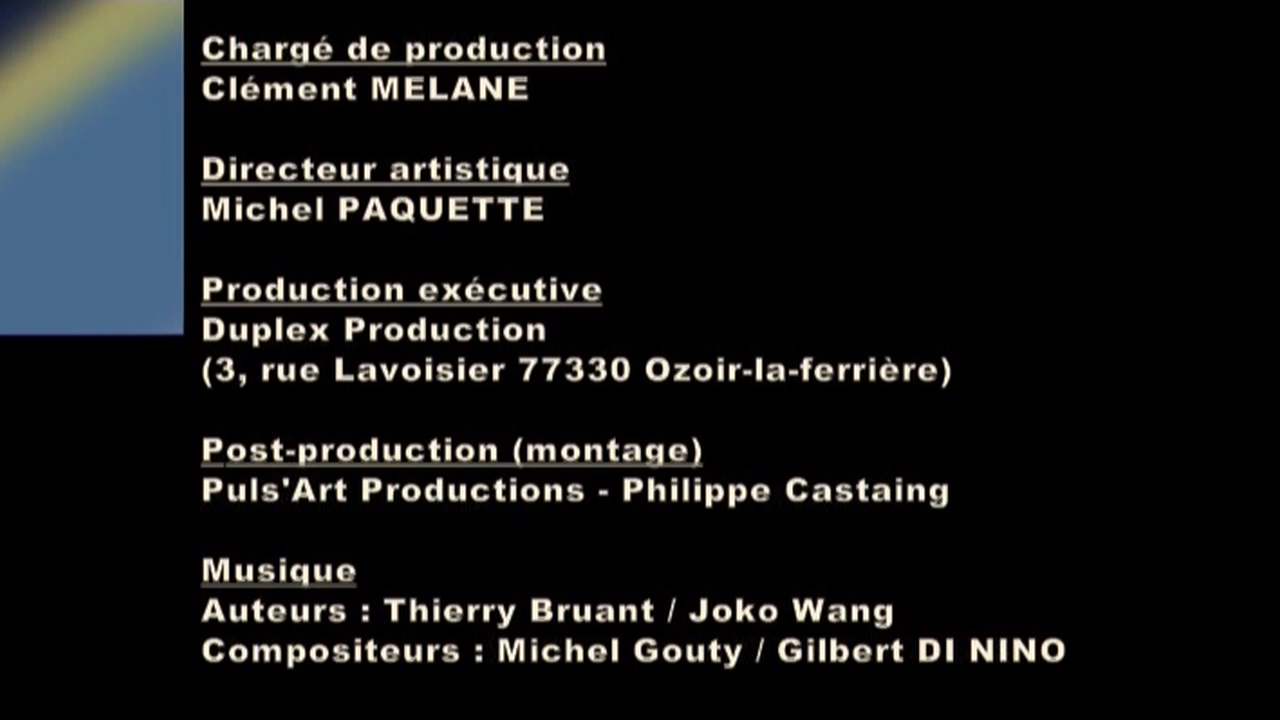 Chargé de production
Clément MELANE
Directeur artistique
Michel PAQUETTE
Production exécutive
Duplex Production
(3, rue Lavoisier 77330 Ozoir-la-ferrière)
Post-production (montage)
Puls'Art Productions - Philippe Castaing
Musique
Auteurs : Thierry Bruant / Joko Wang
Compositeurs : Michel Gouty / Gilbert DI NINO